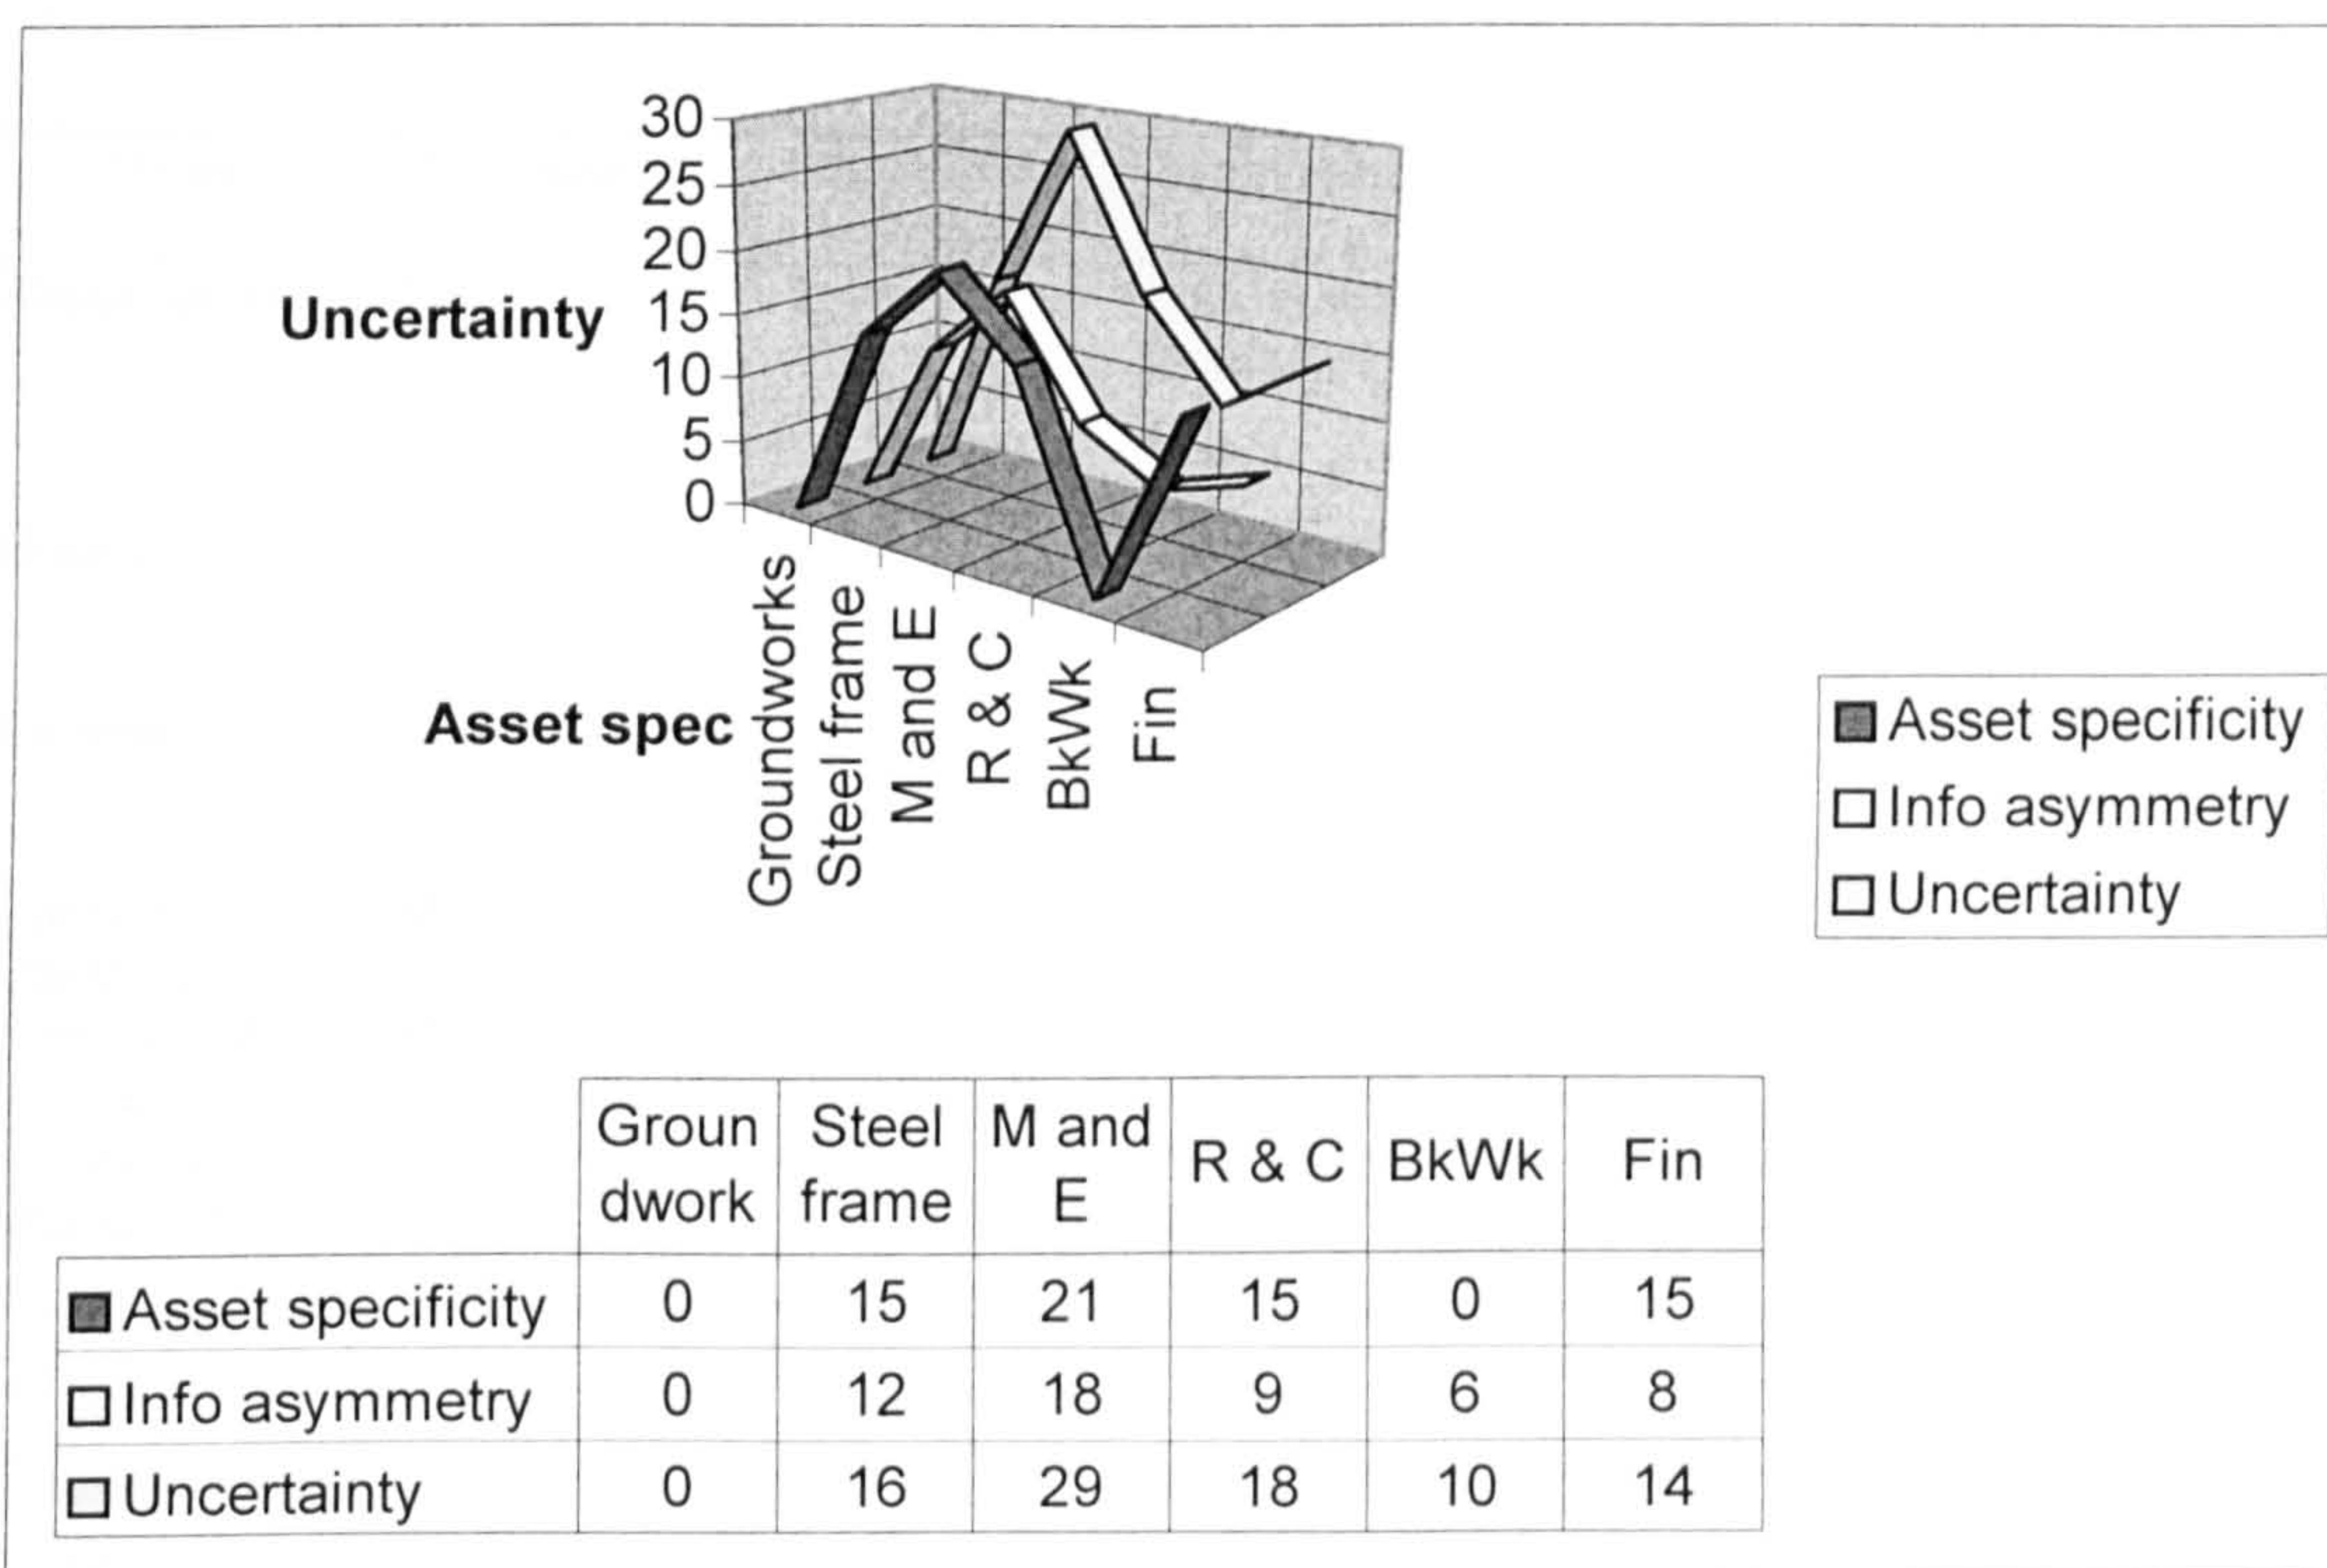 30
25
20
15
10
5
0
Uncertainty
Groundworks
Steel frame
M and E
R & C
BkWk
Fin
Asset spec
Asset specificity
Info asymmetry
Uncertainty
Groun
dwork
Steel
frame
M and
E
R & C
BkWk
Fin
Asset specificity 0 15 21 15 0 15
Info asymmetry 0 12 18 9 6 8
Uncertainty 0 16 29 18 10 14